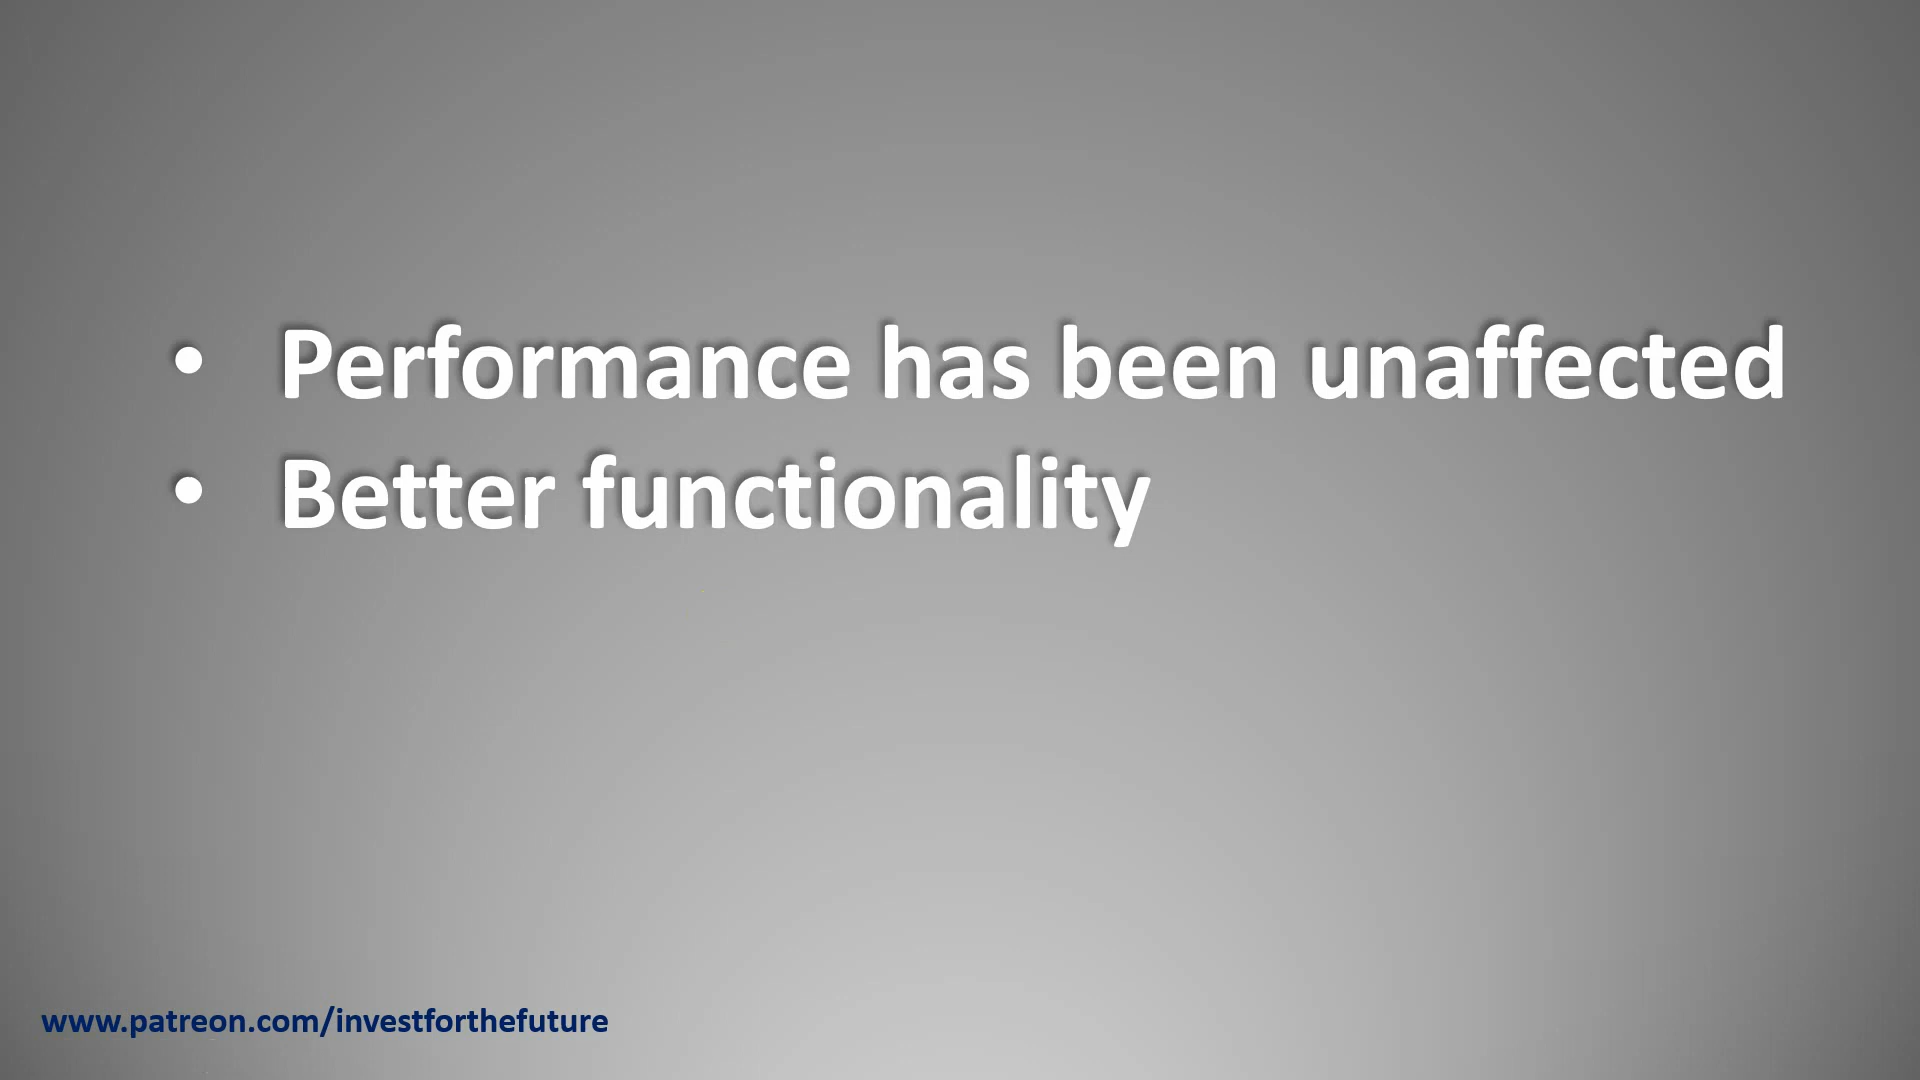 • Performance has been unaffected
• Better functionality
www.patreon.com/investforthefuture